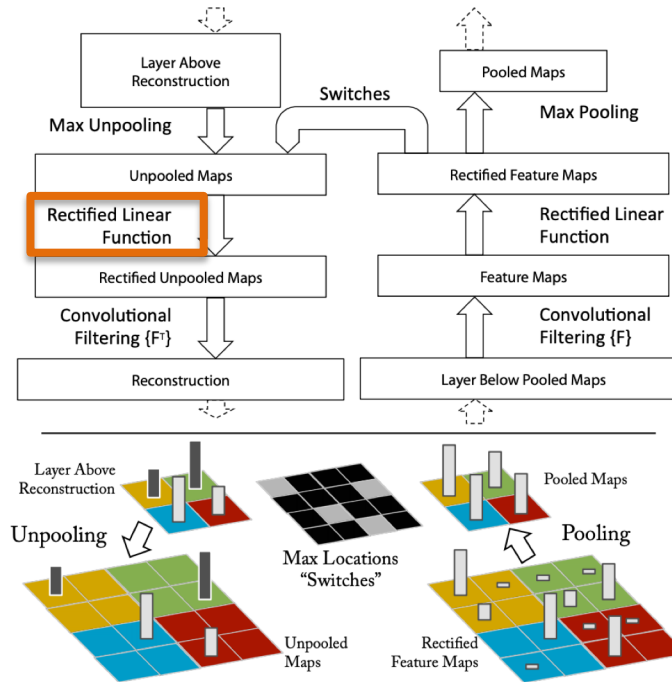 Layer Above
Reconstruction
Pooled Maps
Switches
Max Unpooling
Max Pooling
Unpooled Maps
Rectified Feature Maps
Rectified Linear
Function
Rectified Linear
Function
Rectified Unpooled Maps
Feature Maps
Convolutional
Filtering {Fᵀ}
Convolutional
Filtering {F}
Reconstruction
Layer Below Pooled Maps
Layer Above
Reconstruction
Pooled Maps
Unpooling
Max Locations
“Switches”
Pooling
Unpooled
Maps
Rectified
Feature Maps